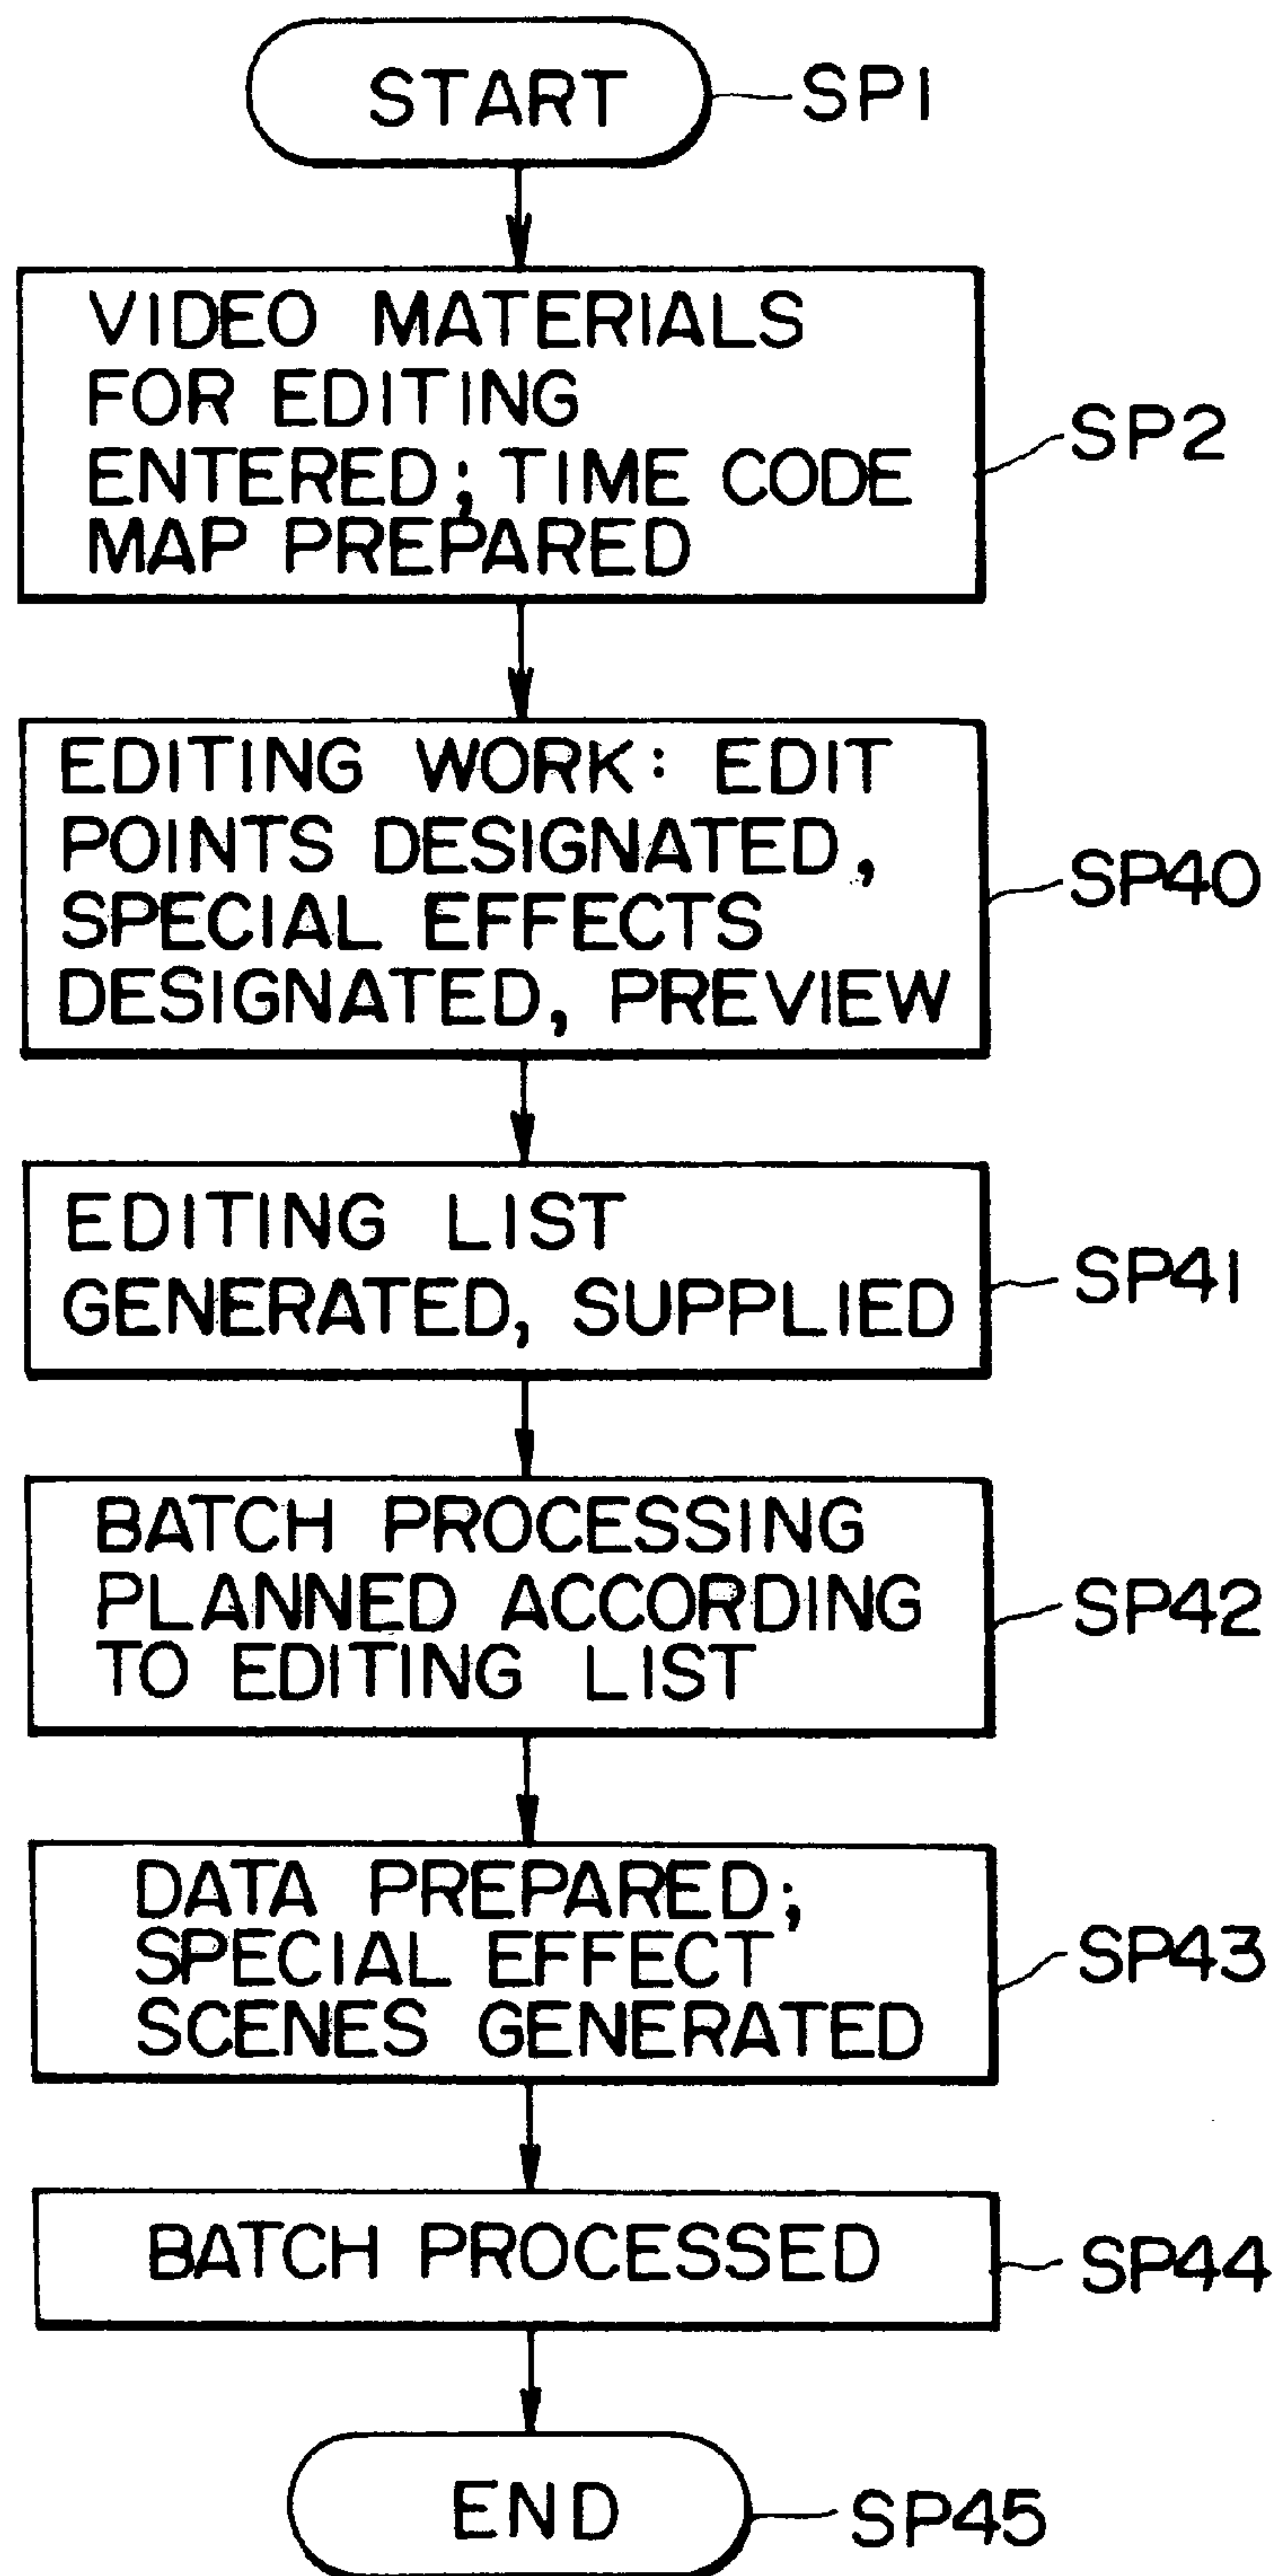 START
SP1
VIDEO MATERIALS
FOR EDITING
ENTERED; TIME CODE
MAP PREPARED
SP2
EDITING WORK: EDIT
POINTS DESIGNATED,
SPECIAL EFFECTS
DESIGNATED, PREVIEW
SP40
EDITING LIST
GENERATED, SUPPLIED
SP41
BATCH PROCESSING
PLANNED ACCORDING
TO EDITING LIST
SP42
DATA PREPARED;
SPECIAL EFFECT
SCENES GENERATED
SP43
BATCH PROCESSED
SP44
END
SP45